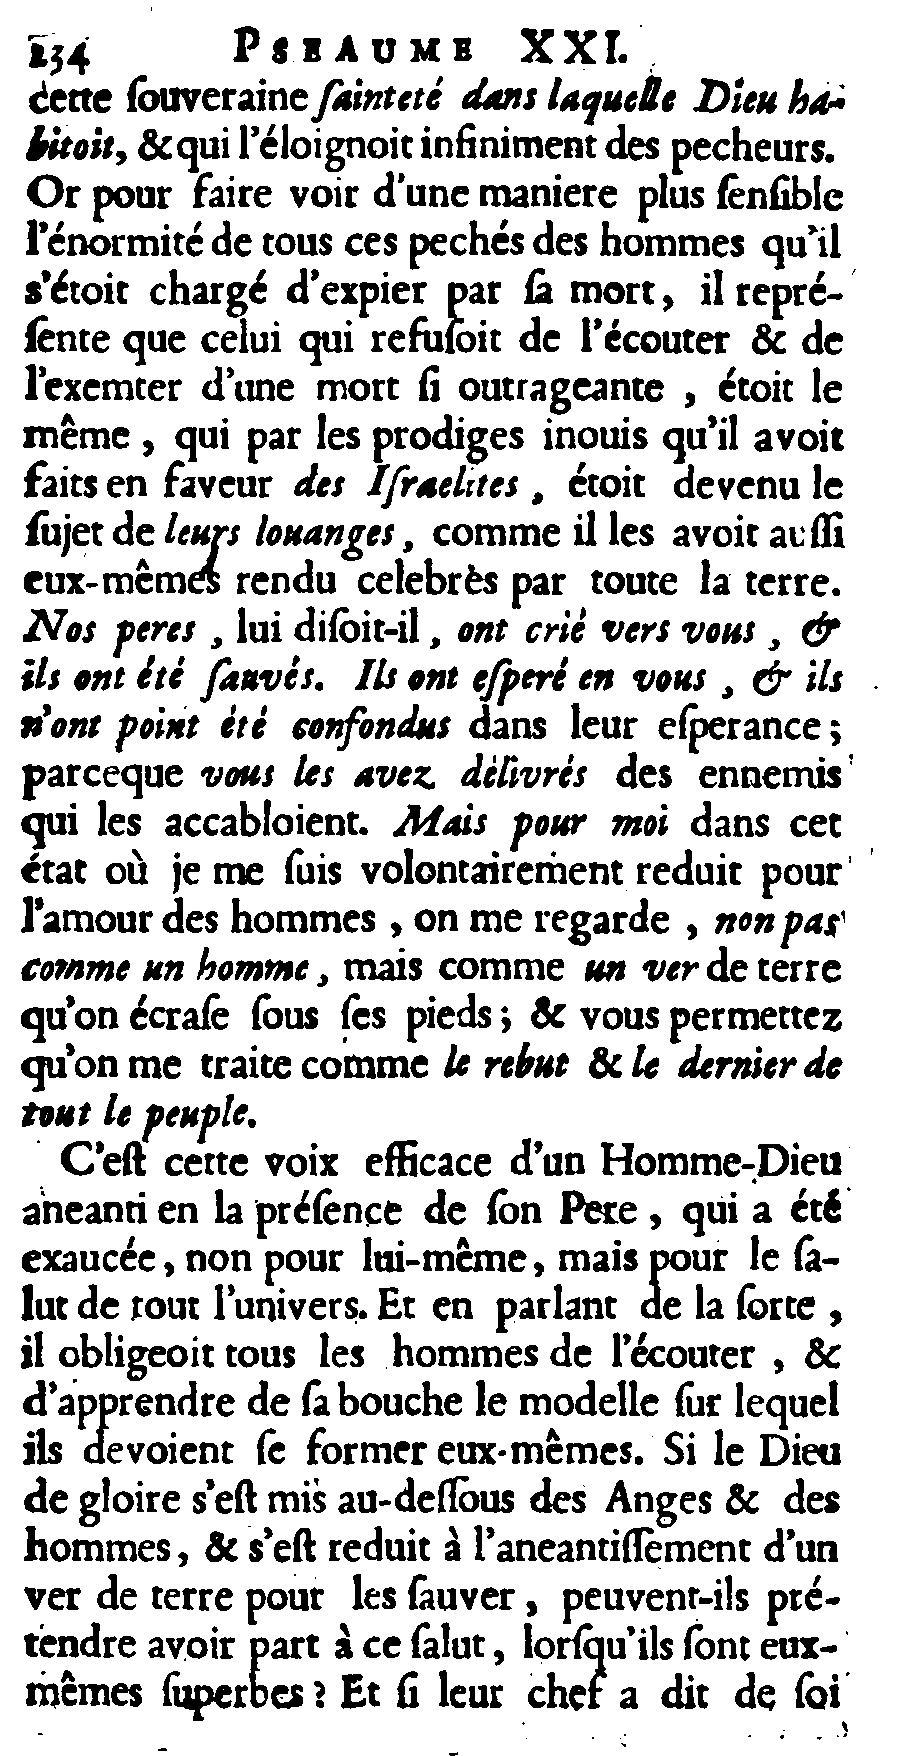 234 PSEAUME XXI.
cette ſouveraine ſainteté dans laquelle Dieu ha-
bitoit, & qui l'éloignoit infiniment des pecheurs.
Or pour faire voir d'une maniere plus ſenſible
l'énormité de tous ces pechés des hommes qu'il
s'étoit chargé d'expier par ſa mort, il repré-
ſente que celui qui refuſoit de l'écouter & de
l'exemter d'une mort ſi outrageante , étoit le
même , qui par les prodiges inouis qu'il avoit
faits en faveur des Iſraelites , étoit devenu le
ſujet de leurs louanges, comme il les avoit auſſi
eux-mêmes rendu celebrès par toute la terre.
Nos peres , lui diſoit-il , ont crié vers vous , &
ils ont été ſauvés. Ils ont eſperé en vous , & ils
n'ont point été confondus dans leur eſperance ;
parceque vous les avez délivrés des ennemis
qui les accabloient. Mais pour moi dans cet
état où je me ſuis volontairement reduit pour
l'amour des hommes , on me regarde , non pas
comme un homme, mais comme un ver de terre
qu'on écraſe ſous ſes pieds ; & vous permettez
qu'on me traite comme le rebut & le dernier de
tout le peuple.
C'eſt cette voix efficace d'un Homme-Dieu
aneanti en la préſence de ſon Pere , qui a été
exaucée, non pour lui-même, mais pour le ſa-
lut de tout l'univers. Et en parlant de la ſorte ,
il obligeoit tous les hommes de l'écouter , &
d'apprendre de ſa bouche le modelle ſur lequel
ils devoient ſe former eux-mêmes. Si le Dieu
de gloire s'eſt mis au-deſſous des Anges & des
hommes, & s'eſt reduit à l'aneantiſſement d'un
ver de terre pour les ſauver, peuvent-ils pré-
tendre avoir part à ce ſalut, lorſqu'ils ſont eux-
mêmes ſuperbes ? Et ſi leur chef a dit de ſoi